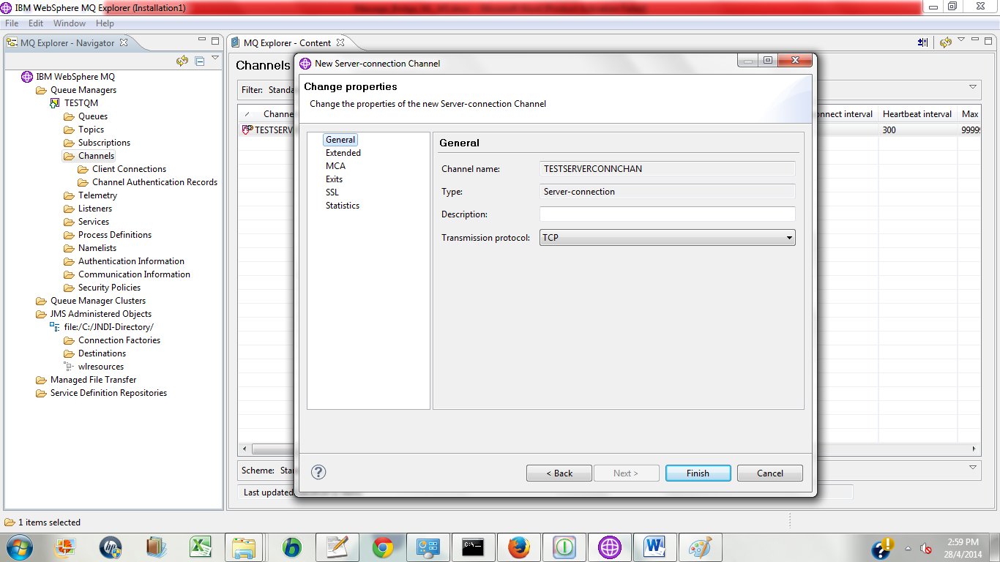 IBM WebSphere MQ Explorer (Installation1)
File Edit Window Help
MQ Explorer - Navigator
IBM WebSphere MQ
Queue Managers
TESTQM
Queues
Topics
Subscriptions
Channels
Client Connections
Channel Authentication Records
Telemetry
Listeners
Services
Process Definitions
Namelists
Authentication Information
Communication Information
Security Policies
Queue Manager Clusters
JMS Administered Objects
file:/C:/JNDI-Directory/
Connection Factories
Destinations
wlresources
Managed File Transfer
Service Definition Repositories
MQ Explorer - Content
Channels
Filter: Standa
Channe
nnect interval Heartbeat interval Max
TESTSERV
300 9999
Scheme: Sta
Last updated
New Server-connection Channel
Change properties
Change the properties of the new Server-connection Channel
General
Extended
MCA
Exits
SSL
Statistics
General
Channel name: TESTSERVERCONNCHAN
Type: Server-connection
Description:
Transmission protocol: TCP
< Back Next > Finish Cancel
1 items selected
2:59 PM
28/4/2014